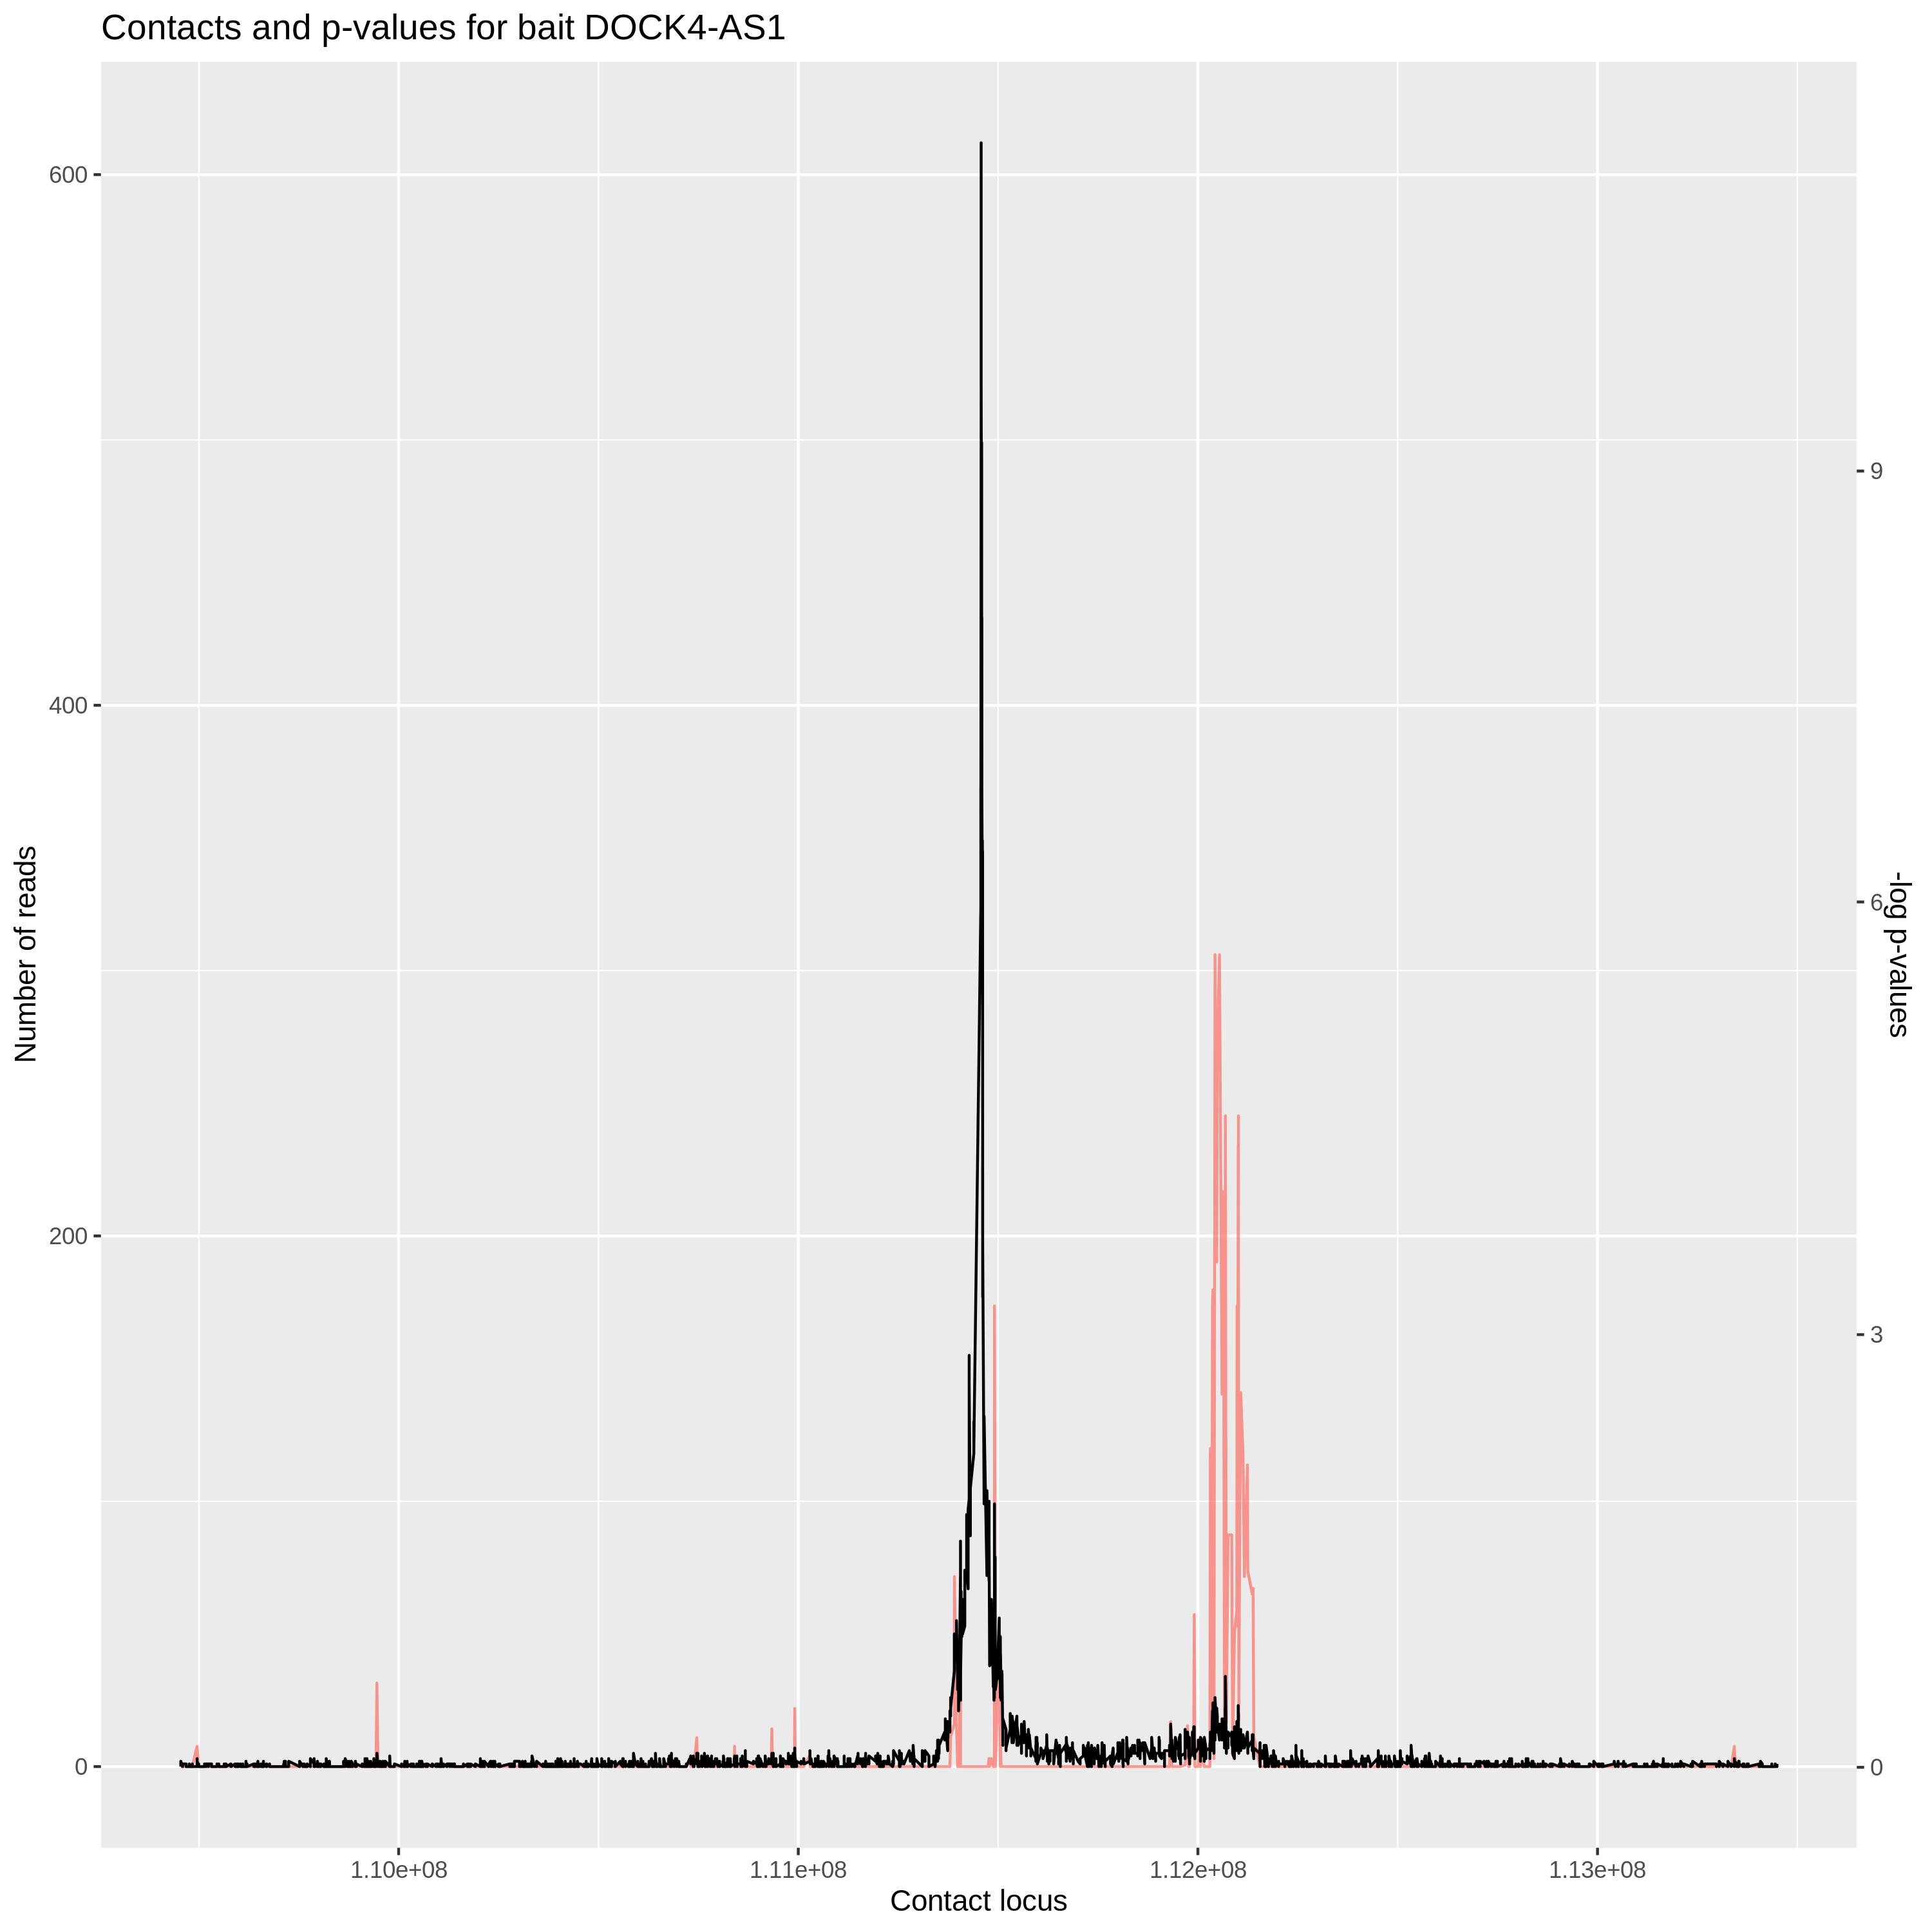 Contacts and p-values for bait DOCK4-AS1
600
400
200
0
Number of reads
9
6
3
0
-log p-values
1.10e+08 1.11e+08 1.12e+08 1.13e+08
Contact locus